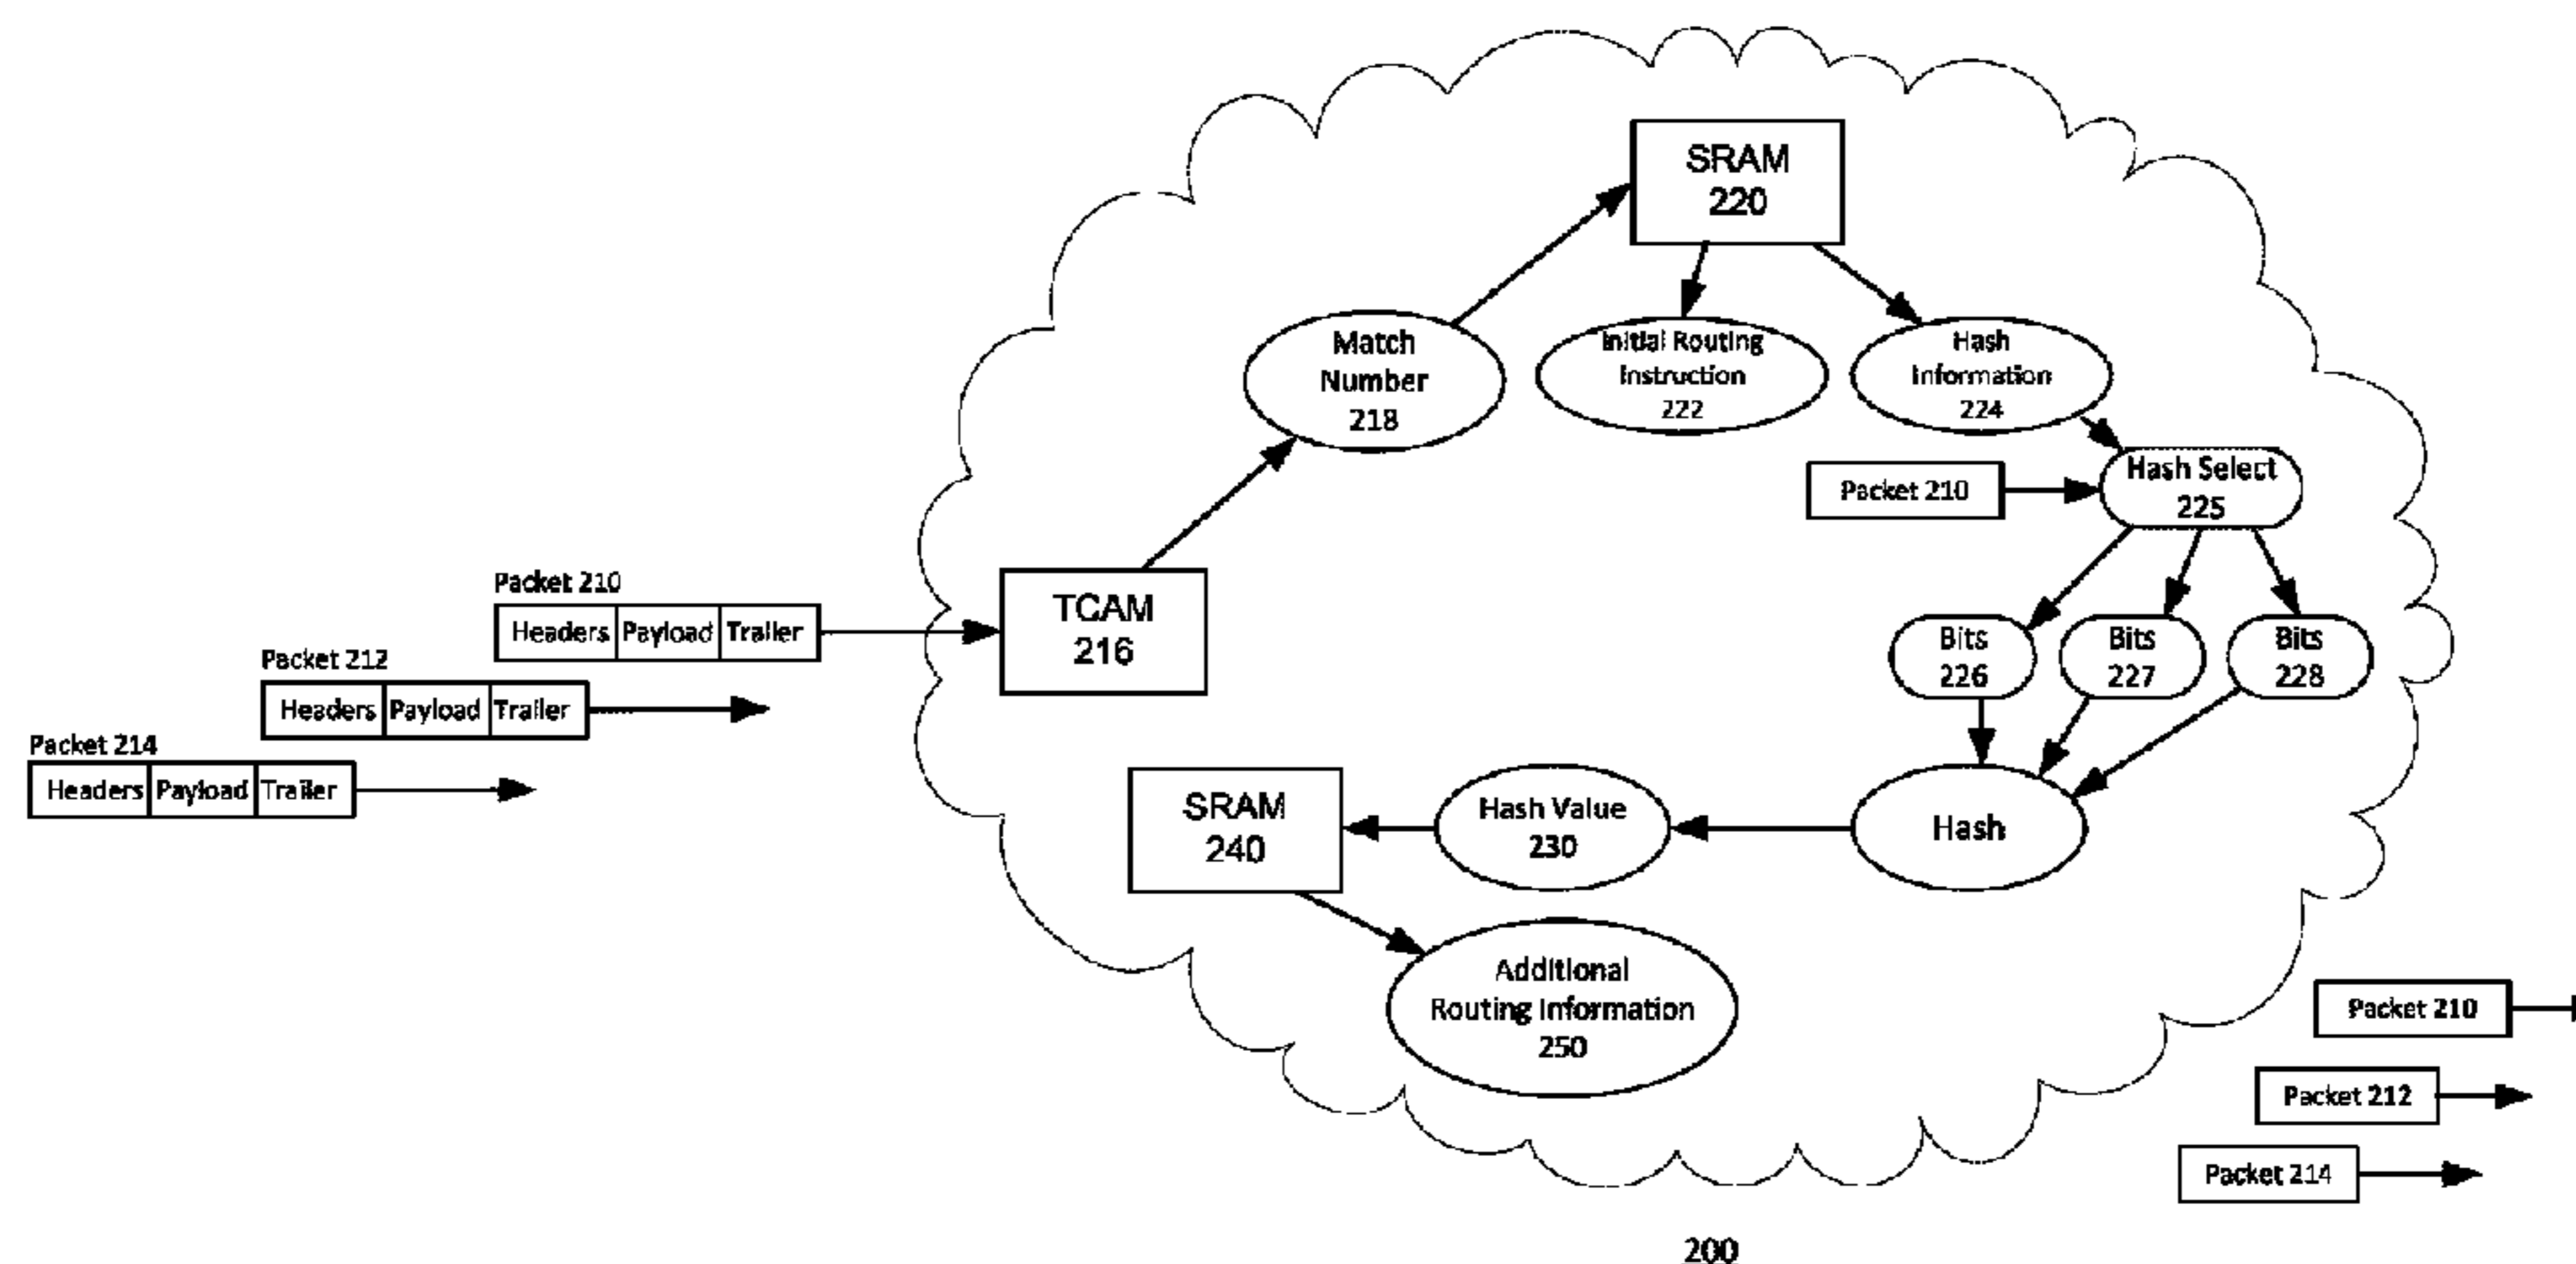 SRAM
220
Match
Number
218
Initial Routing
Instruction
222
Hash
Information
224
Packet 210
Hash Select
225
Packet 210
Headers Payload Trailer
TCAM
216
Packet 212
Headers Payload Trailer
Packet 214
Headers Payload Trailer
Bits
226
Bits
227
Bits
228
SRAM
240
Hash Value
230
Hash
Additional
Routing Information
250
Packet 210
Packet 212
Packet 214
200